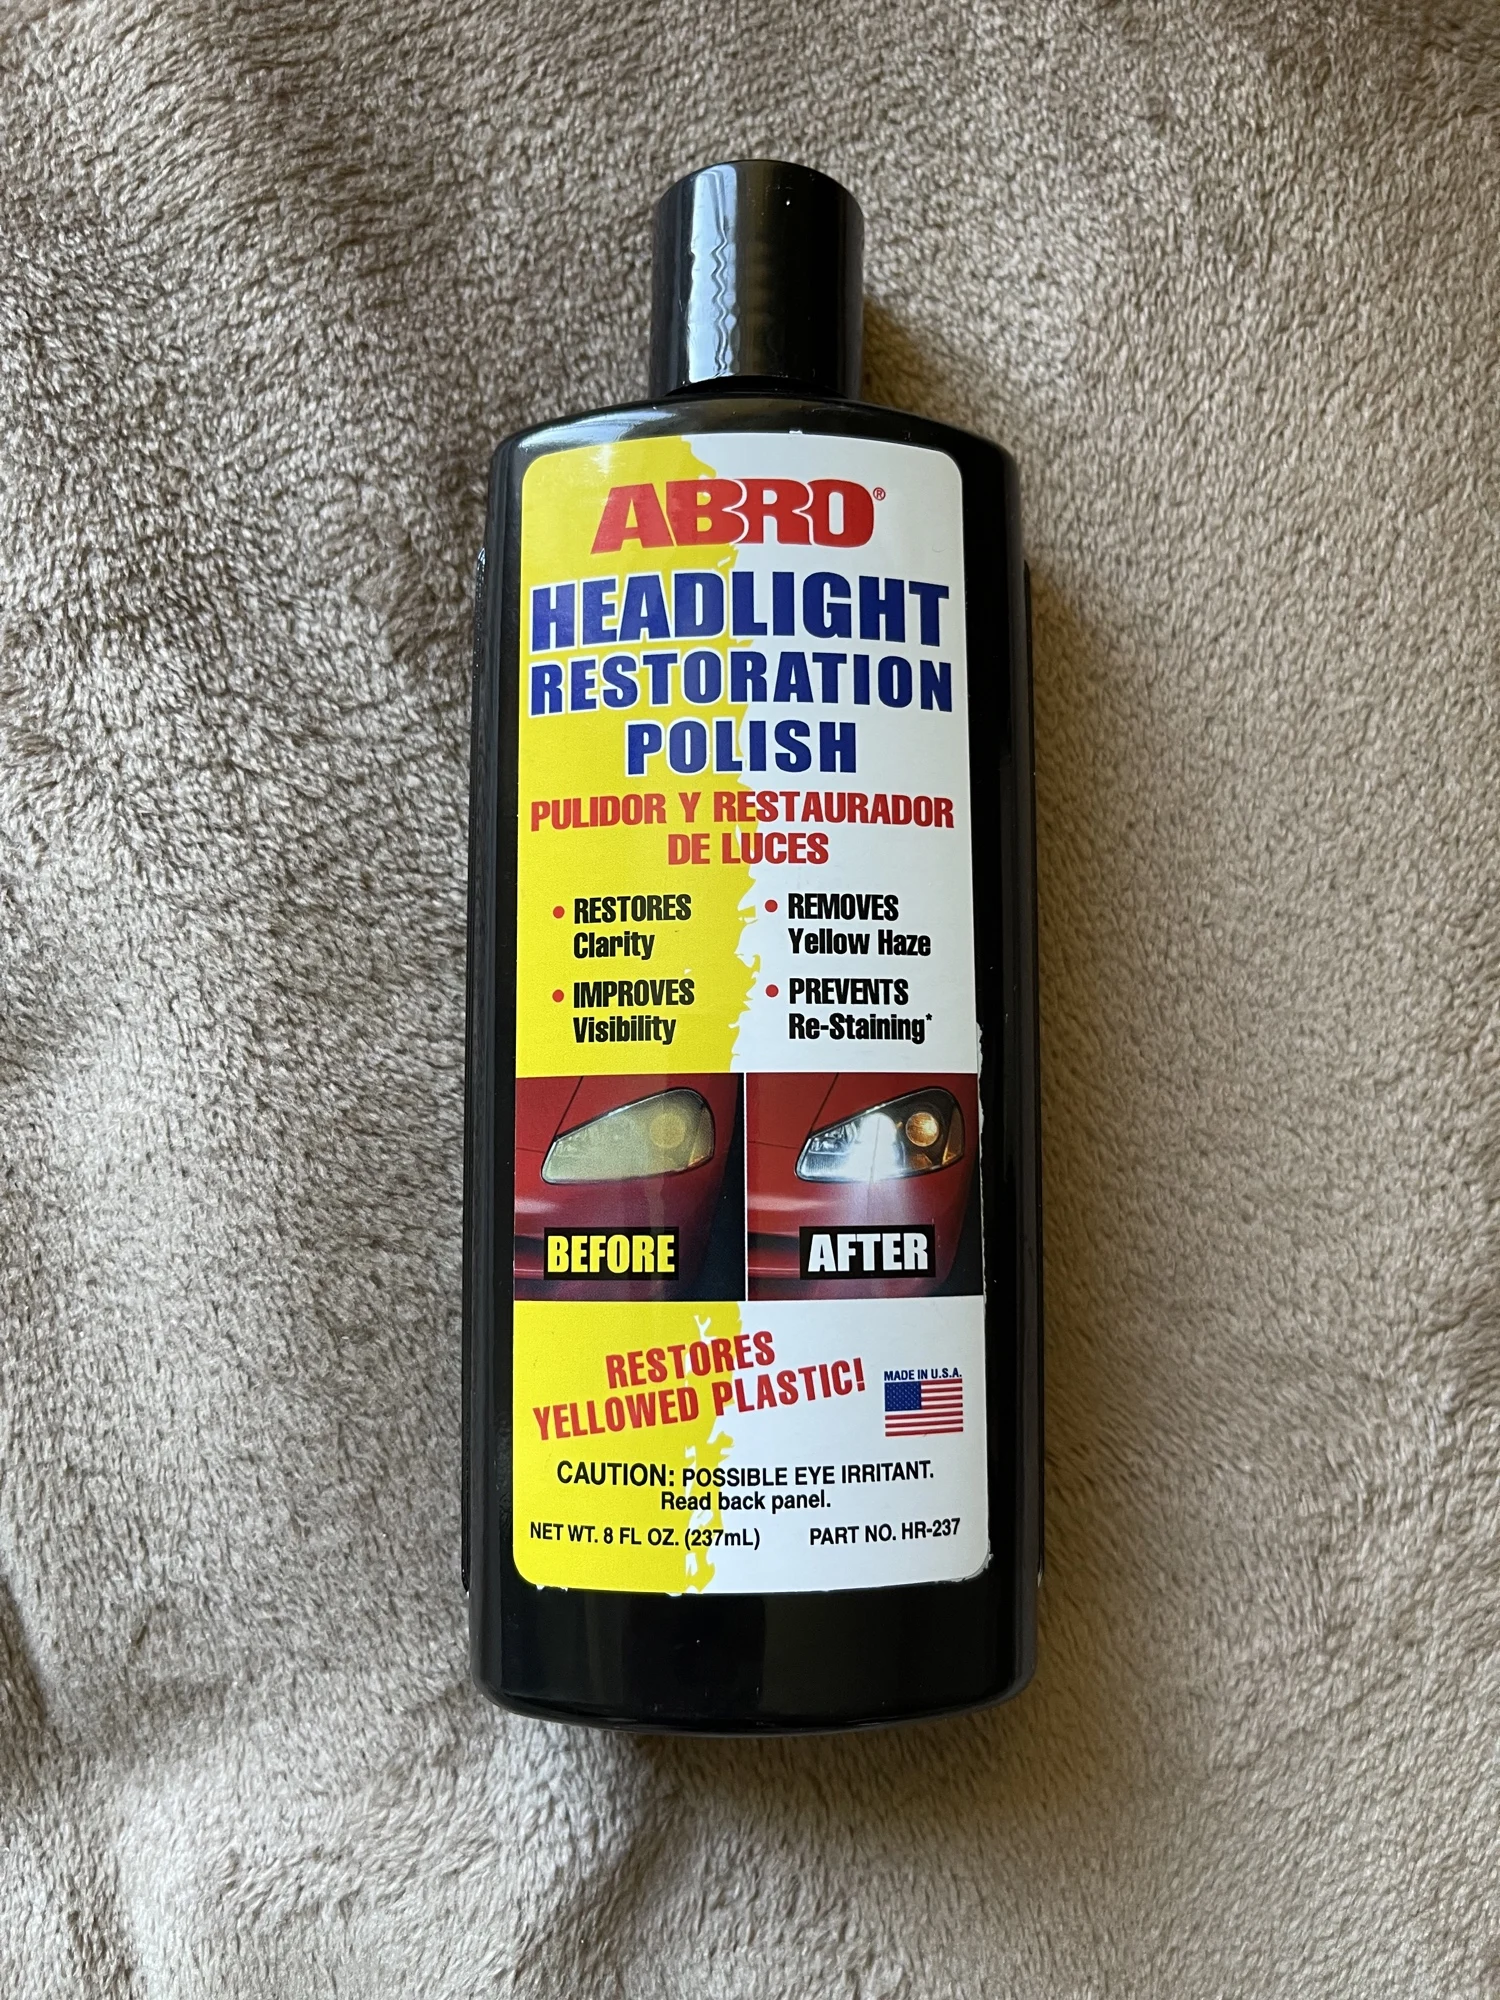 ABRO®
HEADLIGHT
RESTORATION
POLISH
PULIDOR Y RESTAURADOR
DE LUCES
• RESTORES
Clarity
• IMPROVES
Visibility
• REMOVES
Yellow Haze
• PREVENTS
Re-Staining*
BEFORE
AFTER
RESTORES
YELLOWED PLASTIC!
MADE IN U.S.A.
CAUTION: POSSIBLE EYE IRRITANT.
Read back panel.
NET WT. 8 FL OZ. (237mL) PART NO. HR-237